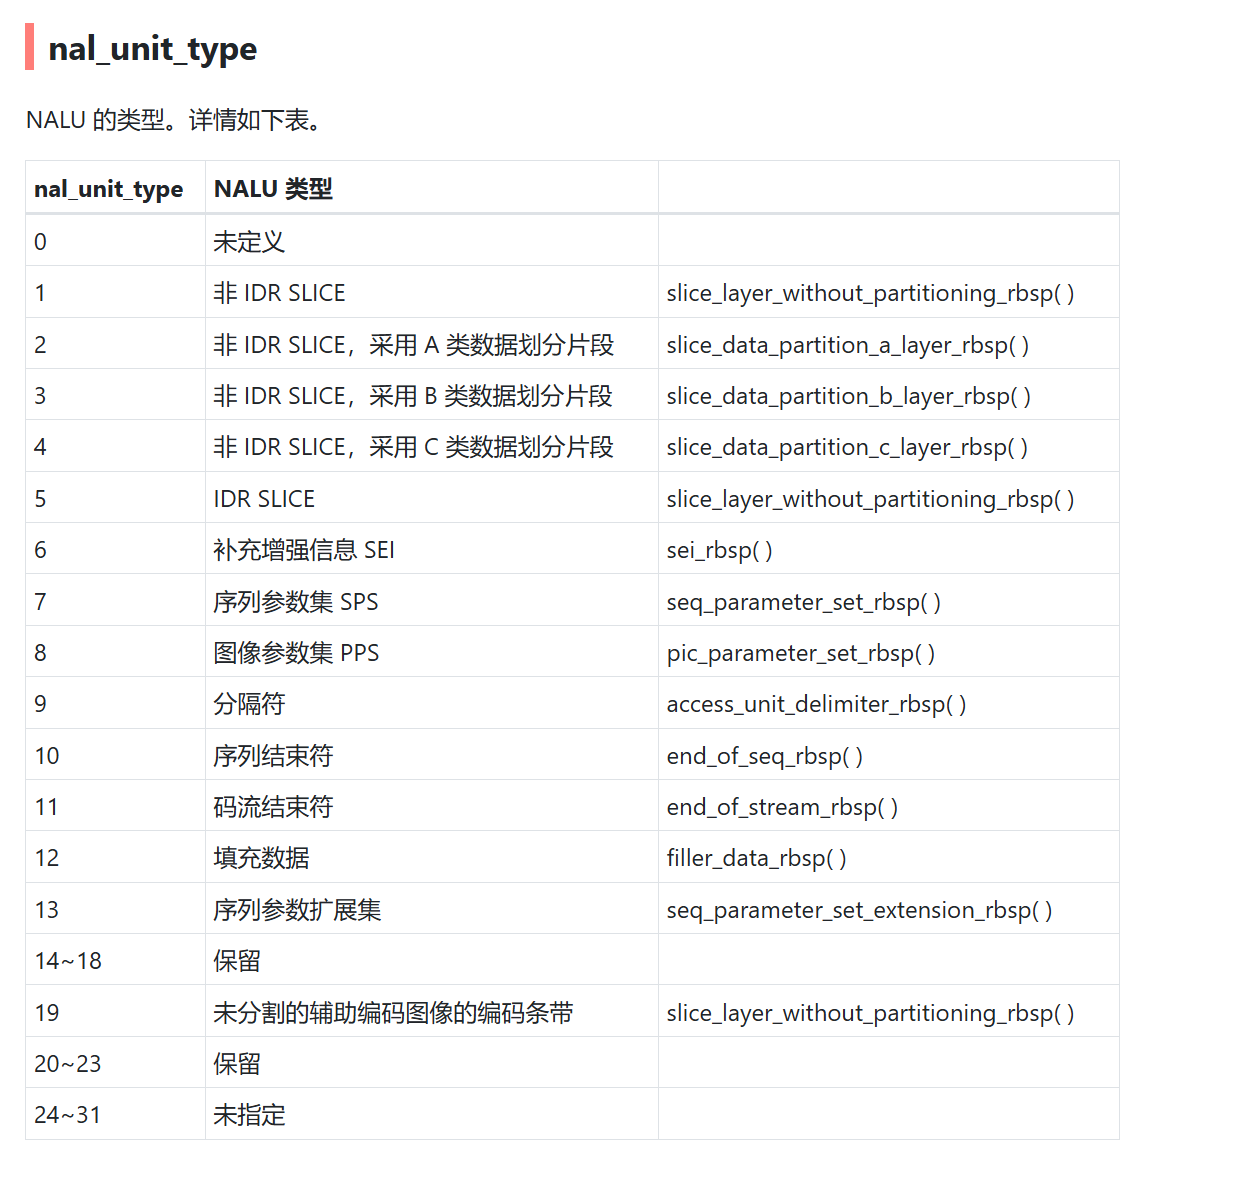 nal_unit_type
NALU 的类型。详情如下表。
nal_unit_type NALU 类型
0 未定义
1 非 IDR SLICE slice_layer_without_partitioning_rbsp( )
2 非 IDR SLICE，采用 A 类数据划分片段 slice_data_partition_a_layer_rbsp( )
3 非 IDR SLICE，采用 B 类数据划分片段 slice_data_partition_b_layer_rbsp( )
4 非 IDR SLICE，采用 C 类数据划分片段 slice_data_partition_c_layer_rbsp( )
5 IDR SLICE slice_layer_without_partitioning_rbsp( )
6 补充增强信息 SEI sei_rbsp( )
7 序列参数集 SPS seq_parameter_set_rbsp( )
8 图像参数集 PPS pic_parameter_set_rbsp( )
9 分隔符 access_unit_delimiter_rbsp( )
10 序列结束符 end_of_seq_rbsp( )
11 码流结束符 end_of_stream_rbsp( )
12 填充数据 filler_data_rbsp( )
13 序列参数扩展集 seq_parameter_set_extension_rbsp( )
14~18 保留
19 未分割的辅助编码图像的编码条带 slice_layer_without_partitioning_rbsp( )
20~23 保留
24~31 未指定